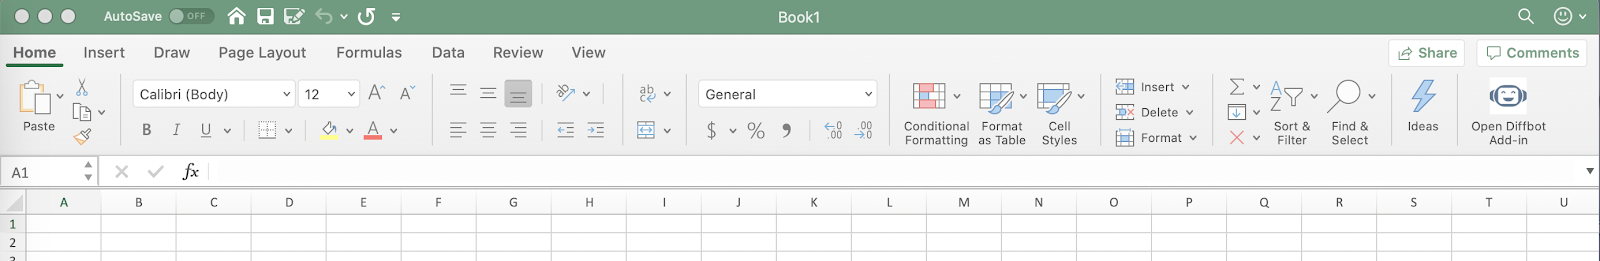 AutoSave OFF Book1
Home Insert Draw Page Layout Formulas Data Review View Share Comments
Paste
Calibri (Body) 12
B I U A
ab
General
$ % ,
Conditional Formatting
Format as Table
Cell Styles
Insert
Delete
Format
Sort & Filter
Find & Select
Ideas
Open Diffbot Add-in
A1 fx
A B C D E F G H I J K L M N O P Q R S T U
1
2
3